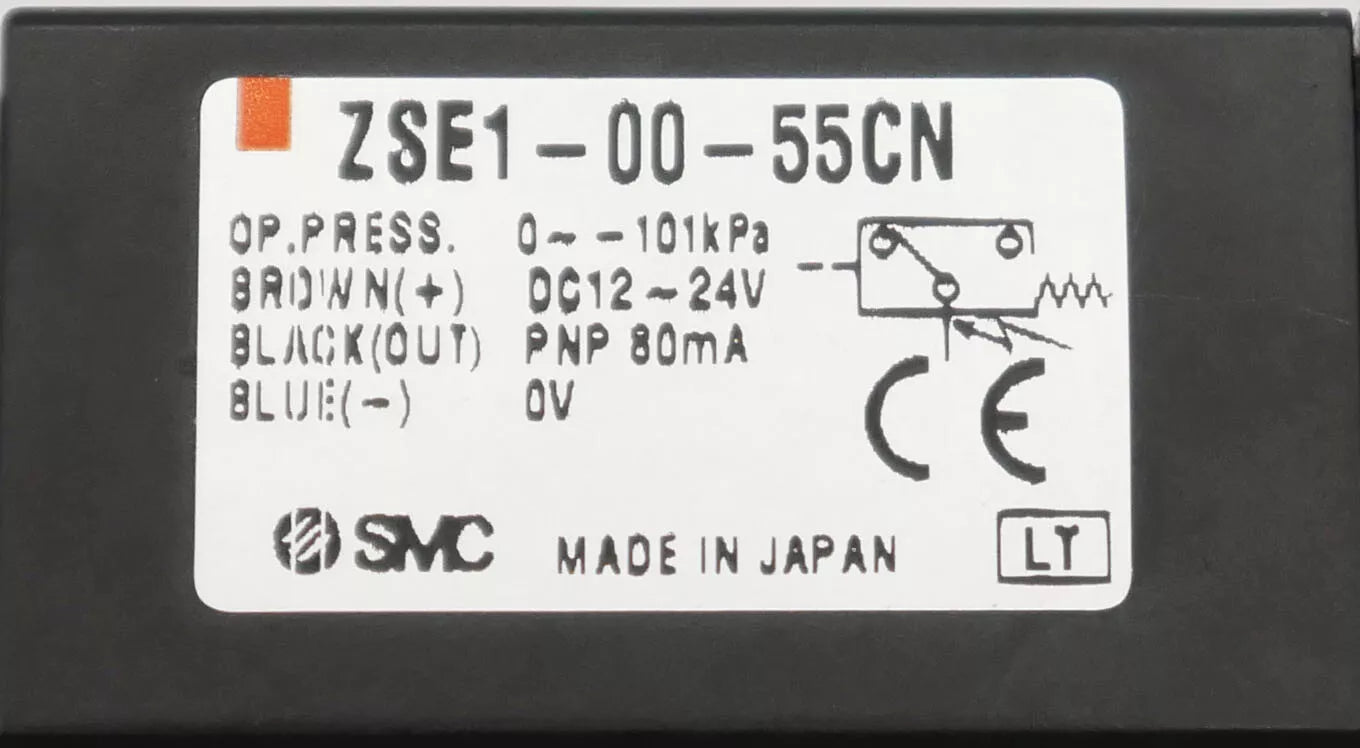 ZSE1-00-55CN
OP.PRESS. 0~ -101kPa
BROWN(+) DC12~24V
BLACK(OUT) PNP 80mA
BLUE(-) 0V
CE
SMC MADE IN JAPAN LT